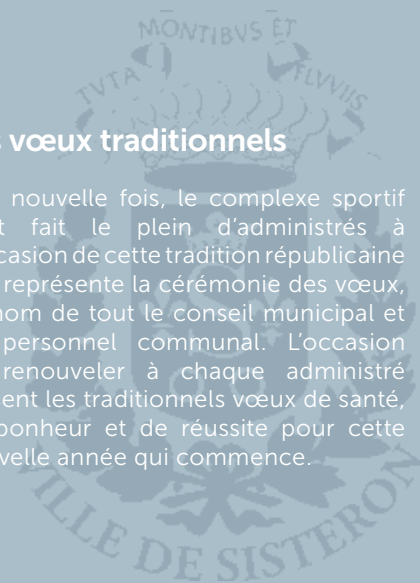 MONTIBVS ET
TVTA FLVVIIS
vœux traditionnels
nouvelle fois, le complexe sportif
fait le plein d'administrés à
casion de cette tradition républicaine
représente la cérémonie des vœux,
nom de tout le conseil municipal et
personnel communal. L'occasion
renouveler à chaque administré
ent les traditionnels vœux de santé,
bonheur et de réussite pour cette
velle année qui commence.
VILLE DE SISTERON